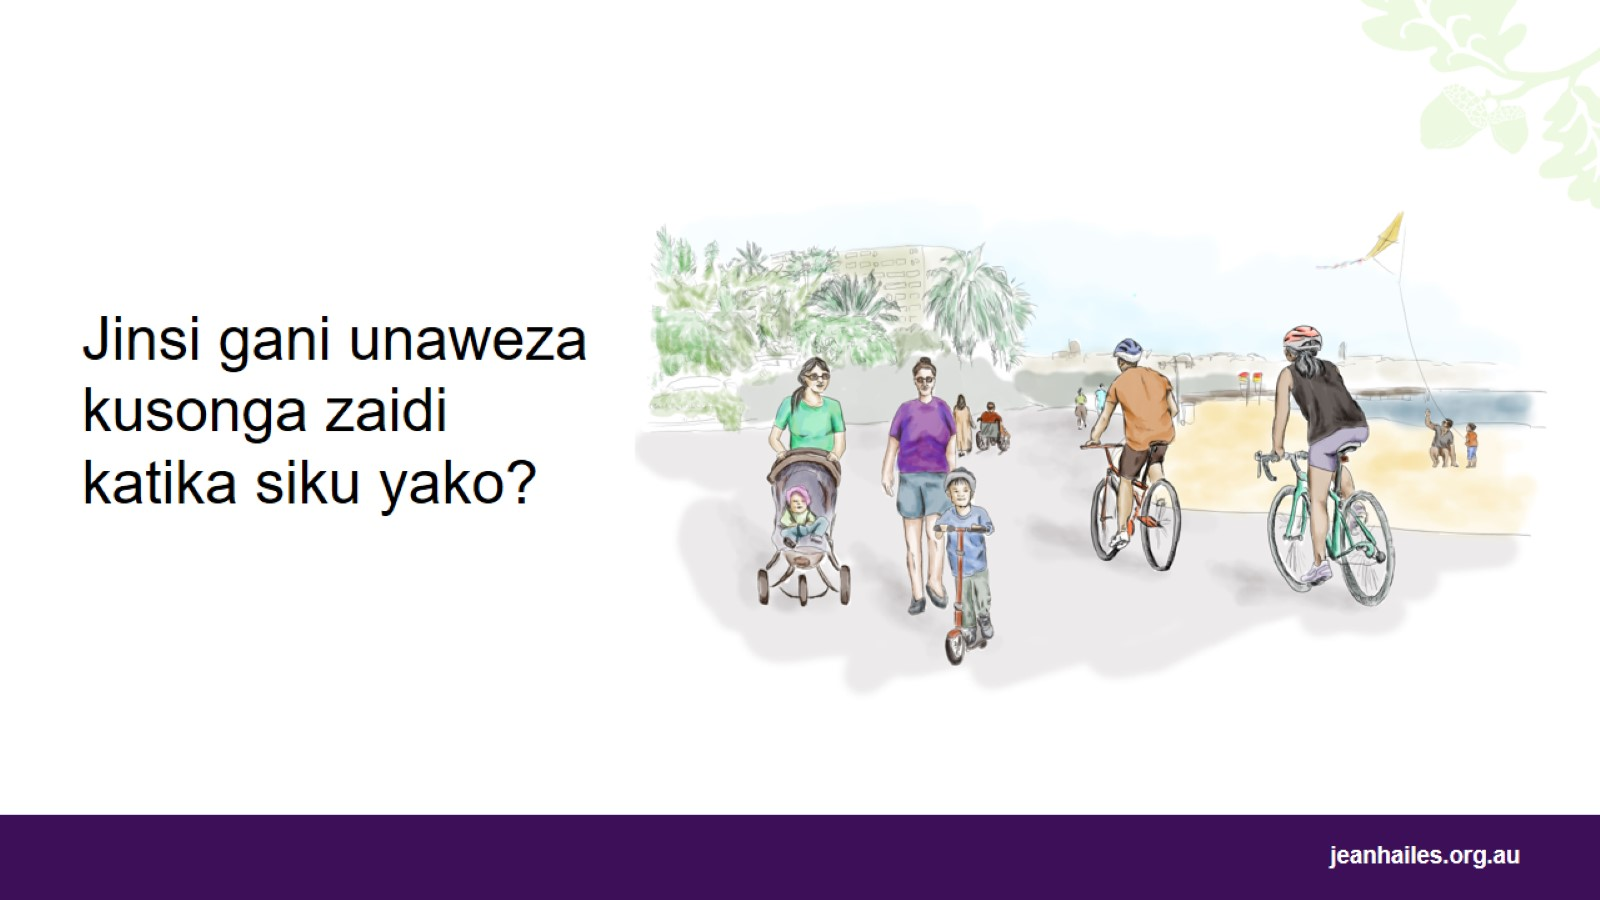 Jinsi gani unaweza
kusonga zaidi
katika siku yako?
jeanhailes.org.au